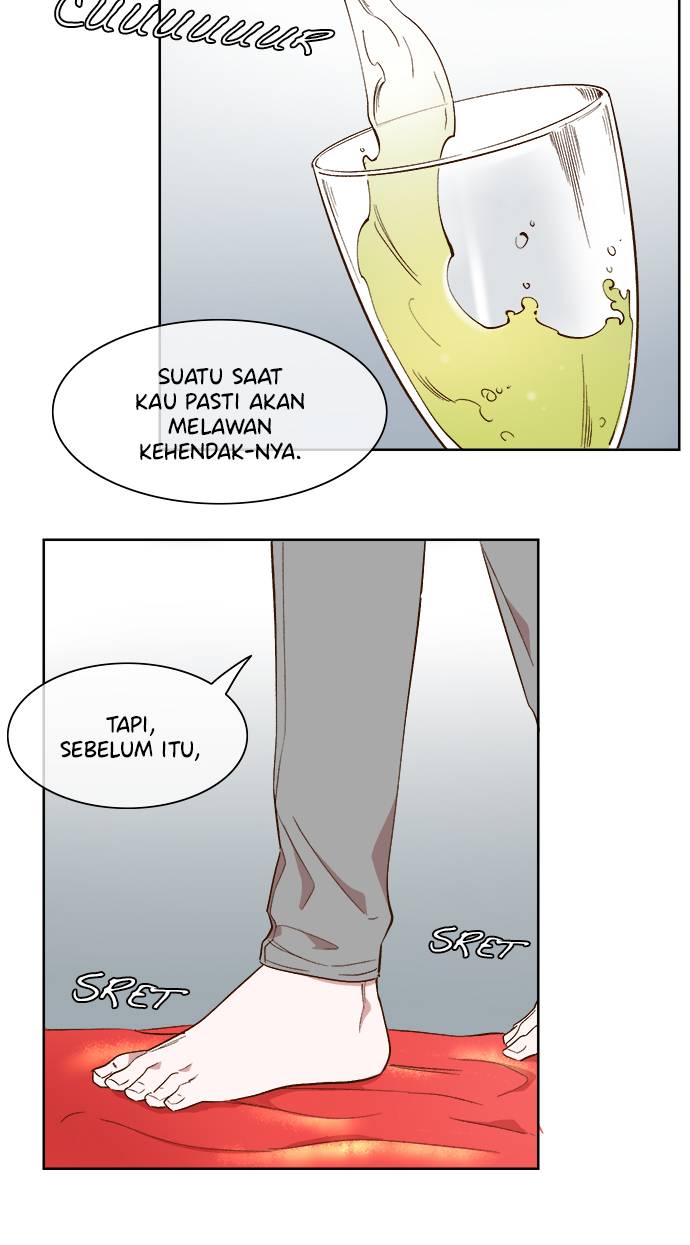 CUUUUUUUR
SUATU SAAT
KAU PASTI AKAN
MELAWAN
KEHENDAK-NYA.
TAPI,
SEBELUM ITU,
SRET
SRET